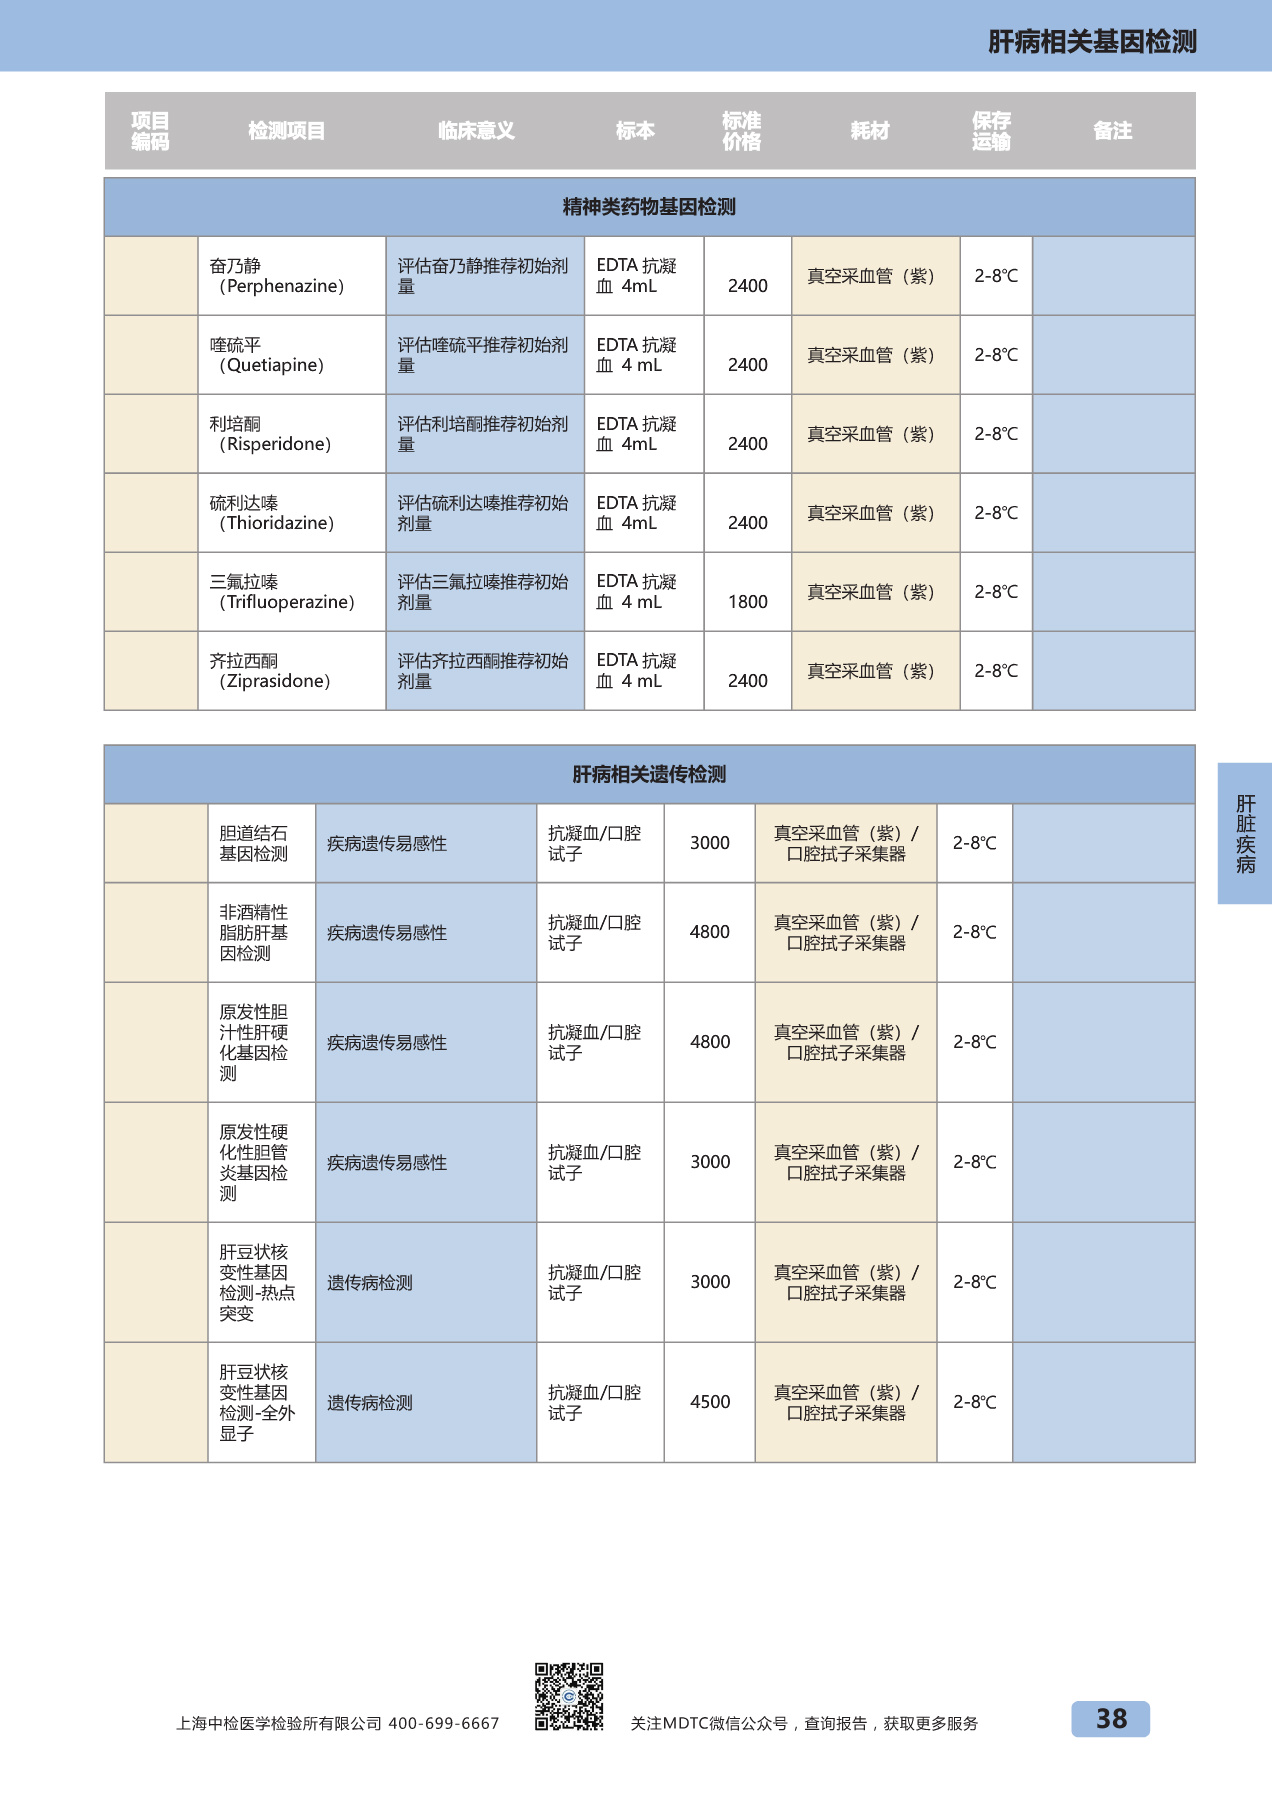 肝病相关基因检测
项目
编码
检测项目
临床意义
标本
标准
价格
耗材
保存
运输
备注
精神类药物基因检测
奋乃静
（Perphenazine）
评估奋乃静推荐初始剂
量
EDTA 抗凝
血 4mL
2400
真空采血管（紫）
2-8℃
喹硫平
（Quetiapine）
评估喹硫平推荐初始剂
量
EDTA 抗凝
血 4 mL
2400
真空采血管（紫）
2-8℃
利培酮
（Risperidone）
评估利培酮推荐初始剂
量
EDTA 抗凝
血 4mL
2400
真空采血管（紫）
2-8℃
硫利达嗪
（Thioridazine）
评估硫利达嗪推荐初始
剂量
EDTA 抗凝
血 4mL
2400
真空采血管（紫）
2-8℃
三氟拉嗪
（Trifluoperazine）
评估三氟拉嗪推荐初始
剂量
EDTA 抗凝
血 4 mL
1800
真空采血管（紫）
2-8℃
齐拉西酮
（Ziprasidone）
评估齐拉西酮推荐初始
剂量
EDTA 抗凝
血 4 mL
2400
真空采血管（紫）
2-8℃
肝病相关遗传检测
胆道结石
基因检测
疾病遗传易感性
抗凝血/口腔
试子
3000
真空采血管（紫）/
口腔拭子采集器
2-8℃
非酒精性
脂肪肝基
因检测
疾病遗传易感性
抗凝血/口腔
试子
4800
真空采血管（紫）/
口腔拭子采集器
2-8℃
原发性胆
汁性肝硬
化基因检
测
疾病遗传易感性
抗凝血/口腔
试子
4800
真空采血管（紫）/
口腔拭子采集器
2-8℃
原发性硬
化性胆管
炎基因检
测
疾病遗传易感性
抗凝血/口腔
试子
3000
真空采血管（紫）/
口腔拭子采集器
2-8℃
肝豆状核
变性基因
检测-热点
突变
遗传病检测
抗凝血/口腔
试子
3000
真空采血管（紫）/
口腔拭子采集器
2-8℃
肝豆状核
变性基因
检测-全外
显子
遗传病检测
抗凝血/口腔
试子
4500
真空采血管（紫）/
口腔拭子采集器
2-8℃
肝脏疾病
上海中检医学检验所有限公司 400-699-6667
关注MDTC微信公众号，查询报告，获取更多服务
38